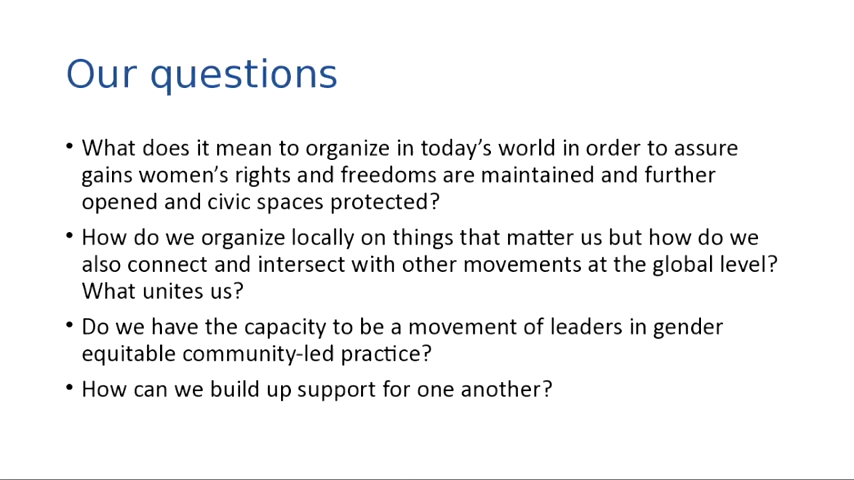 Our questions
• What does it mean to organize in today’s world in order to assure
gains women’s rights and freedoms are maintained and further
opened and civic spaces protected?
• How do we organize locally on things that matter us but how do we
also connect and intersect with other movements at the global level?
What unites us?
• Do we have the capacity to be a movement of leaders in gender
equitable community-led practice?
• How can we build up support for one another?